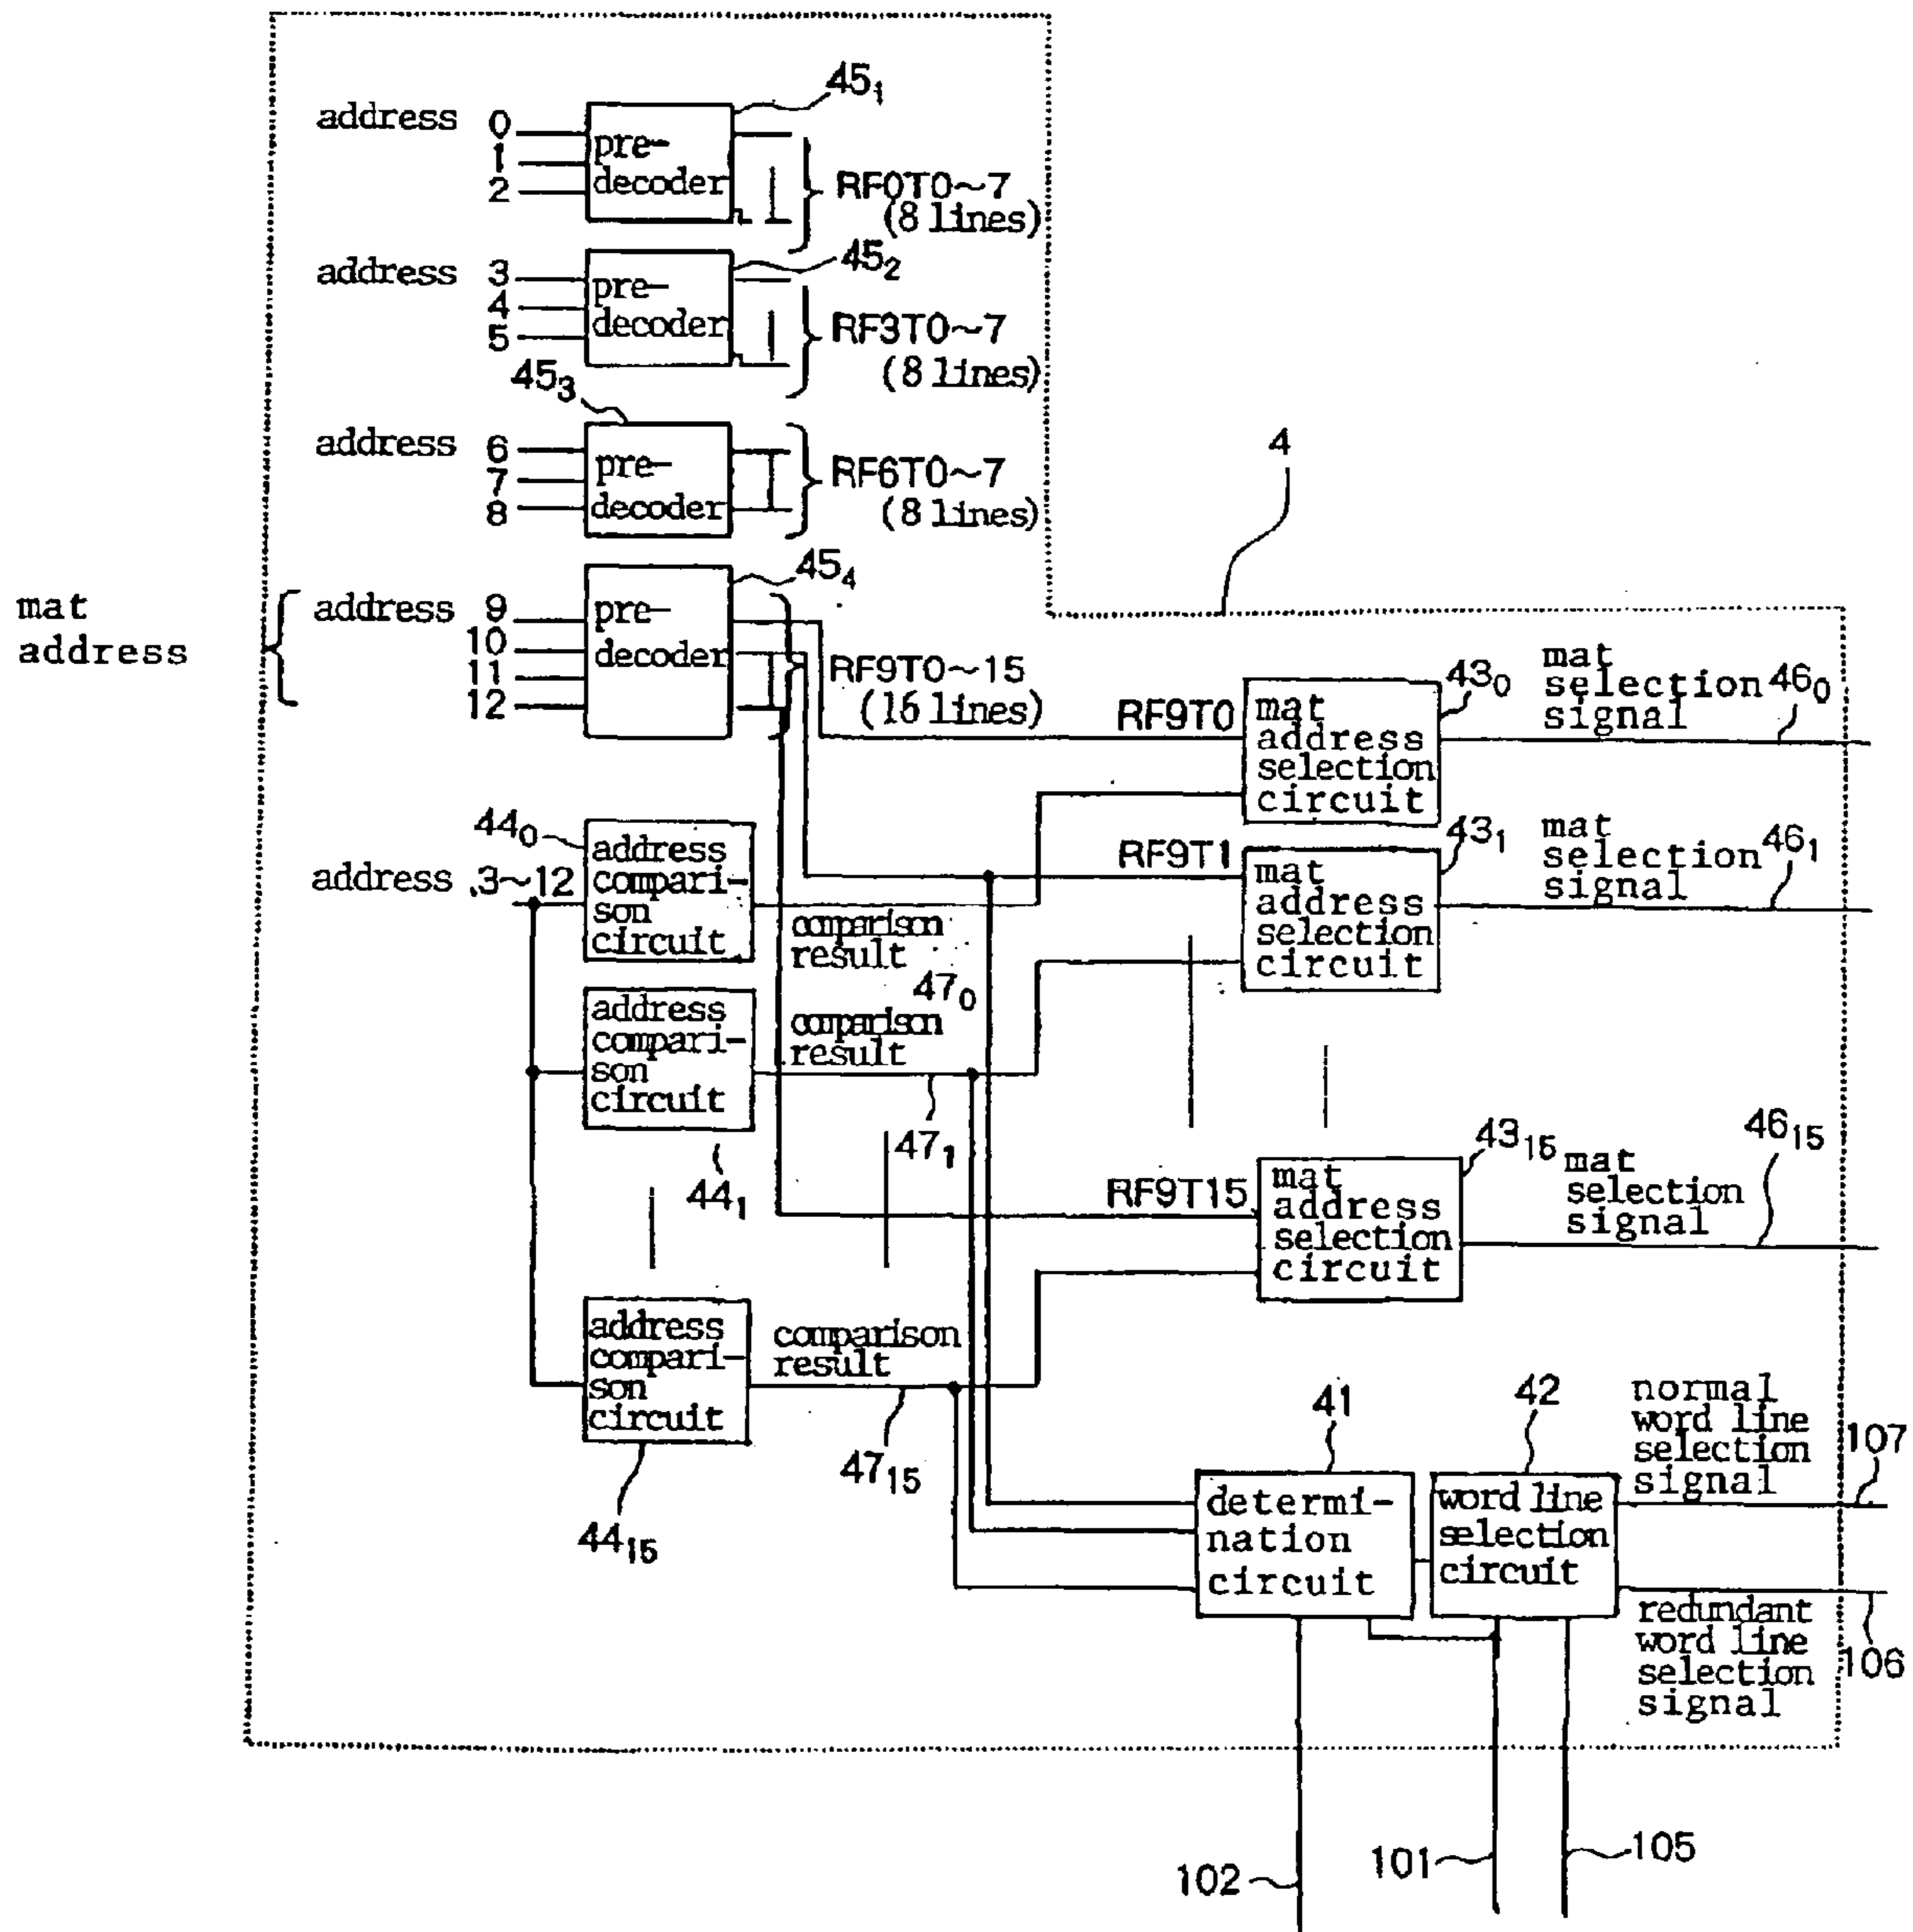 45₁
address 0
1
2
pre-
decoder
RF0T0~7
(8 lines)
address 3
4
5
pre-
decoder
45₂
RF3T0~7
(8 lines)
45₃
address 6
7
8
pre-
decoder
RF6T0~7
(8 lines)
4
mat
address
address 9
10
11
12
pre-
decoder
45₄
RF9T0~15
(16 lines)
RF9T0
mat
address
selection
circuit
43₀
mat
selection
signal
46₀
44₀
address .3~12
address
compari-
son
circuit
comparison
result
47₀
RF9T1
mat
address
selection
circuit
43₁
mat
selection
signal
46₁
address
compari-
son
circuit
44₁
comparison
result
47₁
RF9T15
mat
address
selection
circuit
43₁₅
mat
selection
signal
46₁₅
address
compari-
son
circuit
44₁₅
comparison
result
47₁₅
41
determi-
nation
circuit
42
word line
selection
circuit
normal
word line
selection
signal
107
redundant
word line
selection
signal
106
102
101
105